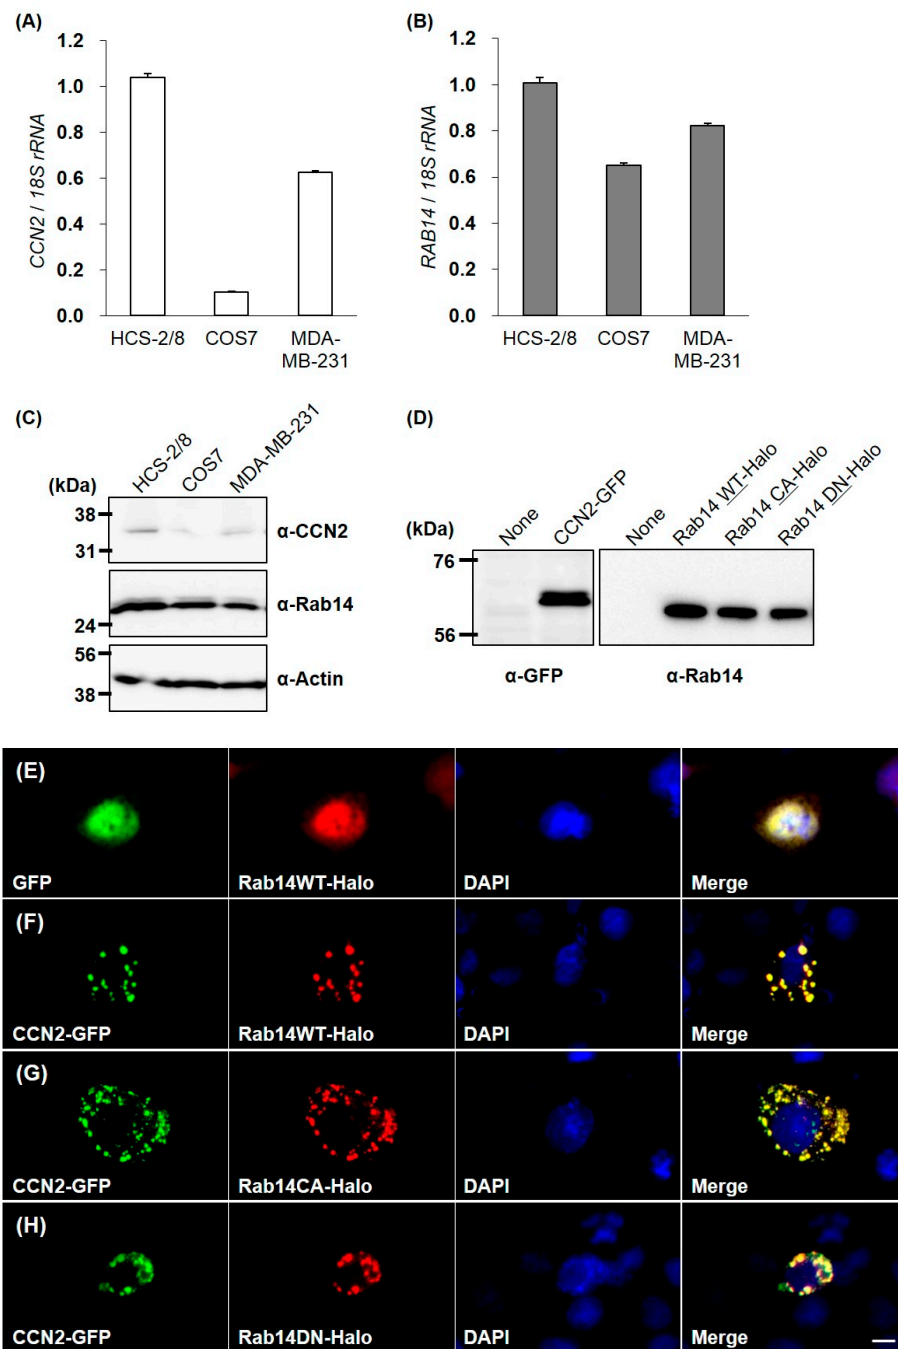 (A)
CCN2 / 18S rRNA
1.2
1.0
0.8
0.6
0.4
0.2
0.0
HCS-2/8 COS7 MDA-
MB-231
(B)
RAB14 / 18S rRNA
1.2
1.0
0.8
0.6
0.4
0.2
0.0
HCS-2/8 COS7 MDA-
MB-231
(C)
HCS-2/8 COS7 MDA-MB-231
(kDa)
38
31
α-CCN2
24
α-Rab14
56
38
α-Actin
(D)
None CCN2-GFP None Rab14 WT-Halo Rab14 CA-Halo Rab14 DN-Halo
(kDa)
76
56
α-GFP α-Rab14
(E)
GFP Rab14WT-Halo DAPI Merge
(F)
CCN2-GFP Rab14WT-Halo DAPI Merge
(G)
CCN2-GFP Rab14CA-Halo DAPI Merge
(H)
CCN2-GFP Rab14DN-Halo DAPI Merge